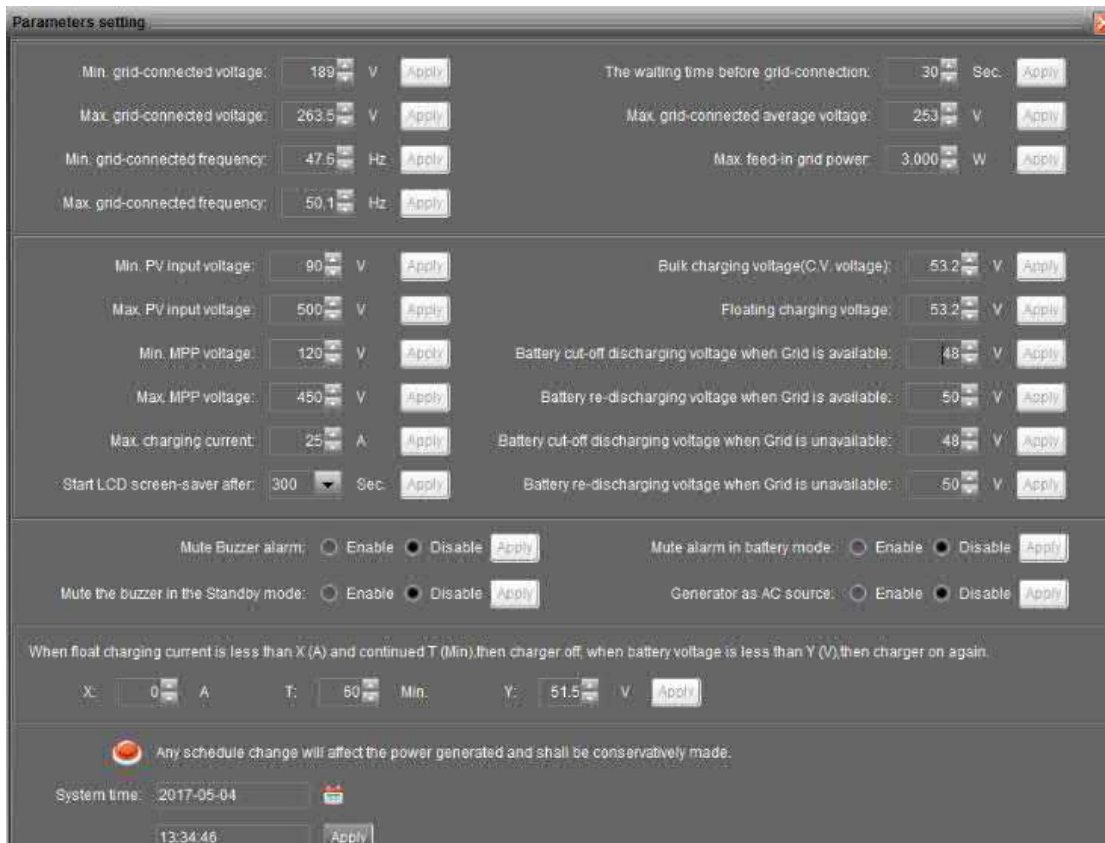 Parameters setting
Min. grid-connected voltage: 189 V Apply The waiting time before grid-connection: 30 Sec. Apply
Max. grid-connected voltage: 263.5 V Apply Max. grid-connected average voltage: 253 V Apply
Min. grid-connected frequency: 47.6 Hz Apply Max. feed-in grid power: 3.000 W Apply
Max. grid-connected frequency: 50.1 Hz Apply
Min. PV input voltage: 90 V Apply Bulk charging voltage(C.V. voltage): 53.2 V Apply
Max. PV input voltage: 500 V Apply Floating charging voltage: 53.2 V Apply
Min. MPP voltage: 120 V Apply Battery cut-off discharging voltage when Grid is available: 48 V Apply
Max. MPP voltage: 450 V Apply Battery re-discharging voltage when Grid is available: 50 V Apply
Max. charging current: 25 A Apply Battery cut-off discharging voltage when Grid is unavailable: 48 V Apply
Start LCD screen-saver after: 300 Sec. Apply Battery re-discharging voltage when Grid is unavailable: 50 V Apply
Mute Buzzer alarm: Enable Disable Apply Mute alarm in battery mode: Enable Disable Apply
Mute the buzzer in the Standby mode: Enable Disable Apply Generator as AC source: Enable Disable Apply
When float charging current is less than X (A) and continued T (Min),then charger off, when battery voltage is less than Y (V),then charger on again.
X: 0 A T: 60 Min. Y: 51.5 V Apply
Any schedule change will affect the power generated and shall be conservatively made.
System time: 2017-05-04
13:34:46 Apply